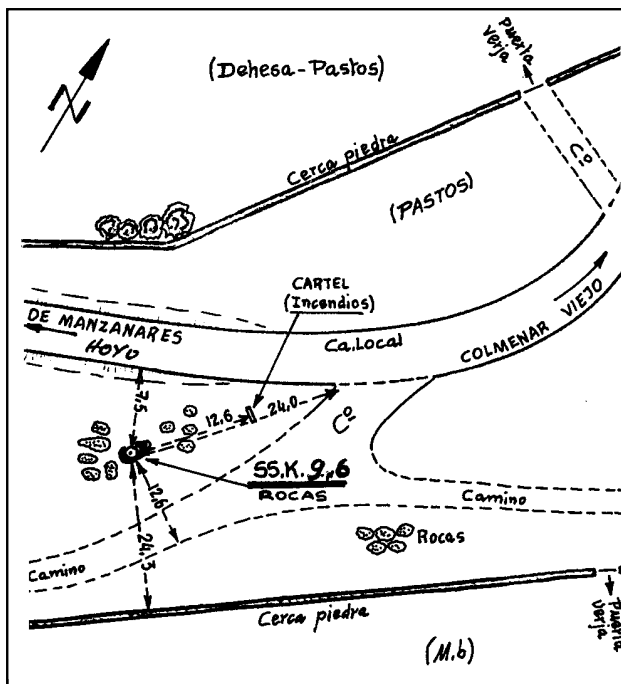 puerta
verja
N
(Dehesa-Pastos)
Cº
Cerca piedra
(PASTOS)
CARTEL
(Incendios)
DE MANZANARES
HOYO
Ca. Local
COLMENAR VIEJO
7,5
12,6
24,0
Cº
SS.K. 9,6
ROCAS
12,6
24,3
Camino
Camino
Rocas
Cerca piedra
puerta
verja
(M.b)